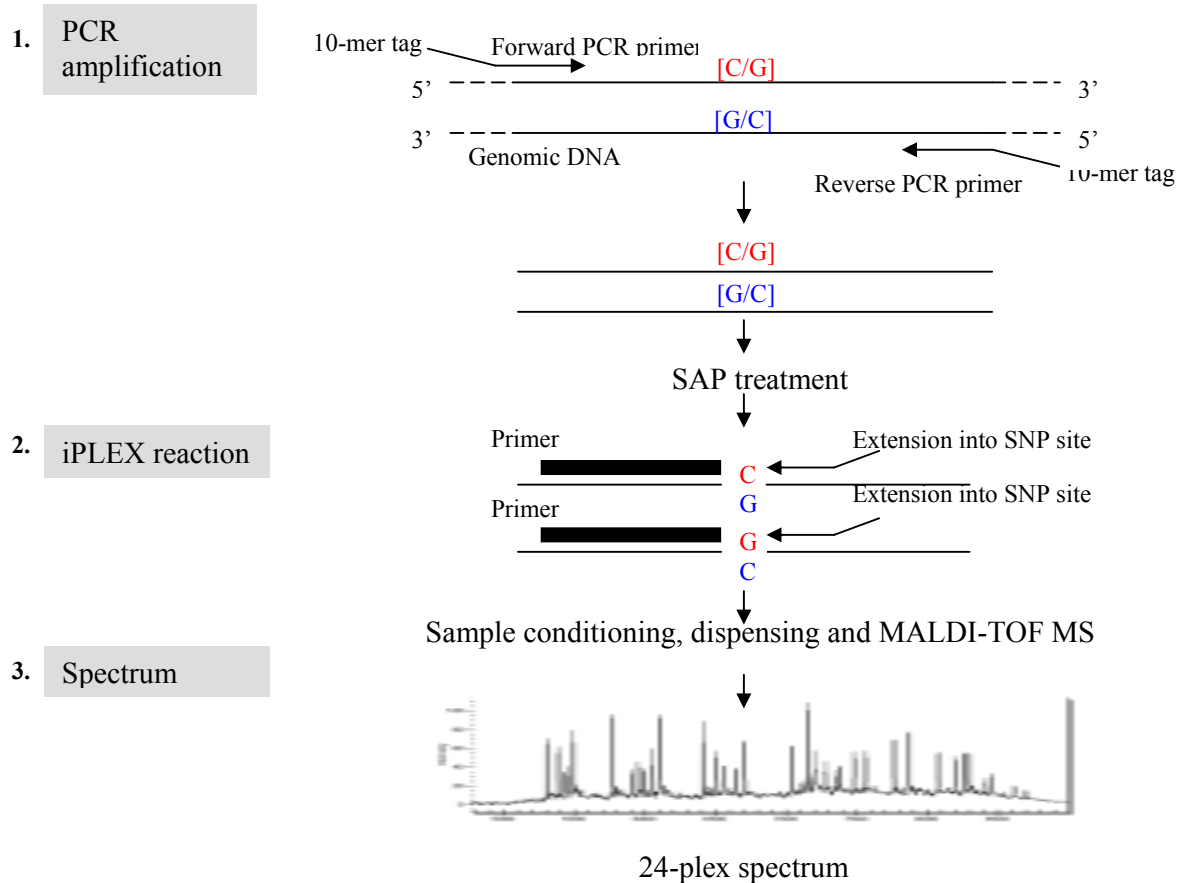 1. PCR
amplification
10-mer tag
Forward PCR primer
[C/G]
5’
3’
[G/C]
3’
5’
Genomic DNA
Reverse PCR primer
10-mer tag
[C/G]
[G/C]
SAP treatment
2. iPLEX reaction
Primer
Extension into SNP site
C
G
Primer
Extension into SNP site
G
C
Sample conditioning, dispensing and MALDI-TOF MS
3. Spectrum
24-plex spectrum